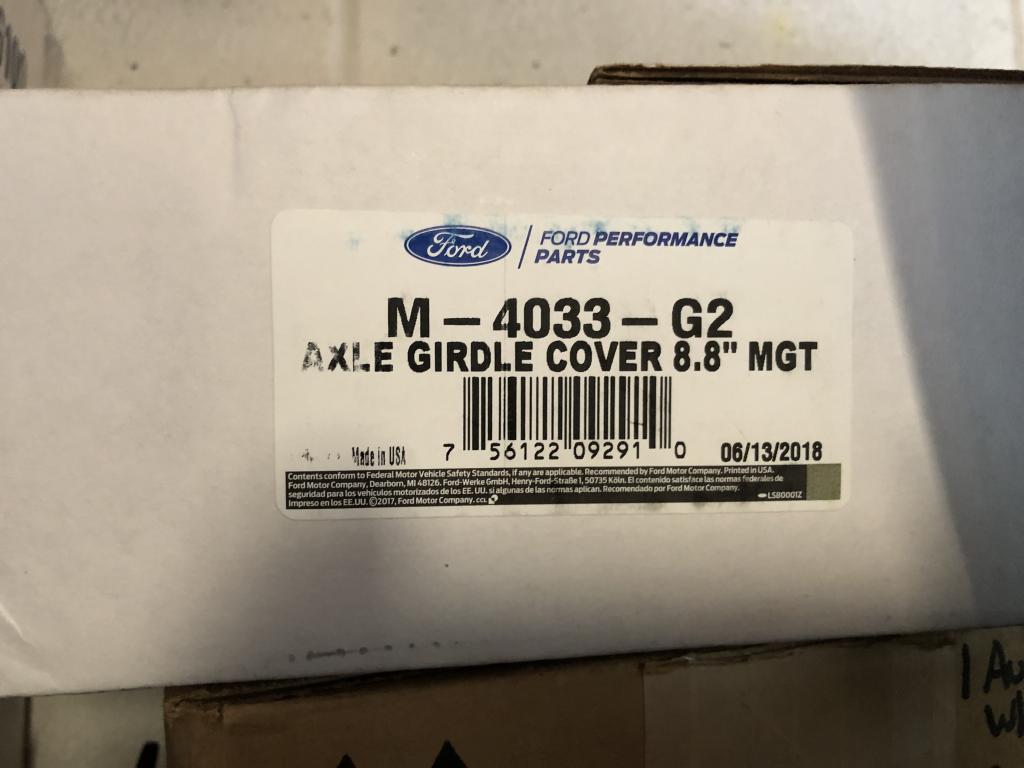 Ford FORD PERFORMANCE
PARTS
M-4033-G2
AXLE GIRDLE COVER 8.8" MGT
Made in USA 7 56122 09291 0 06/13/2018
Contents conform to Federal Motor Vehicle Safety Standards, if any are applicable. Recommended by Ford Motor Company. Printed in USA.
Ford Motor Company, Dearborn, MI 48126. Ford-Werke GmbH, Henry-Ford-Straße 1, 50735 Köln. El contenido satisface las normas federales de
seguridad para los vehículos motorizados de los EE. UU. si algunas de las normas aplican. Recomendado por Ford Motor Company.
Impreso en los EE.UU. ©2017, Ford Motor Company. CCL LSB0001Z
1